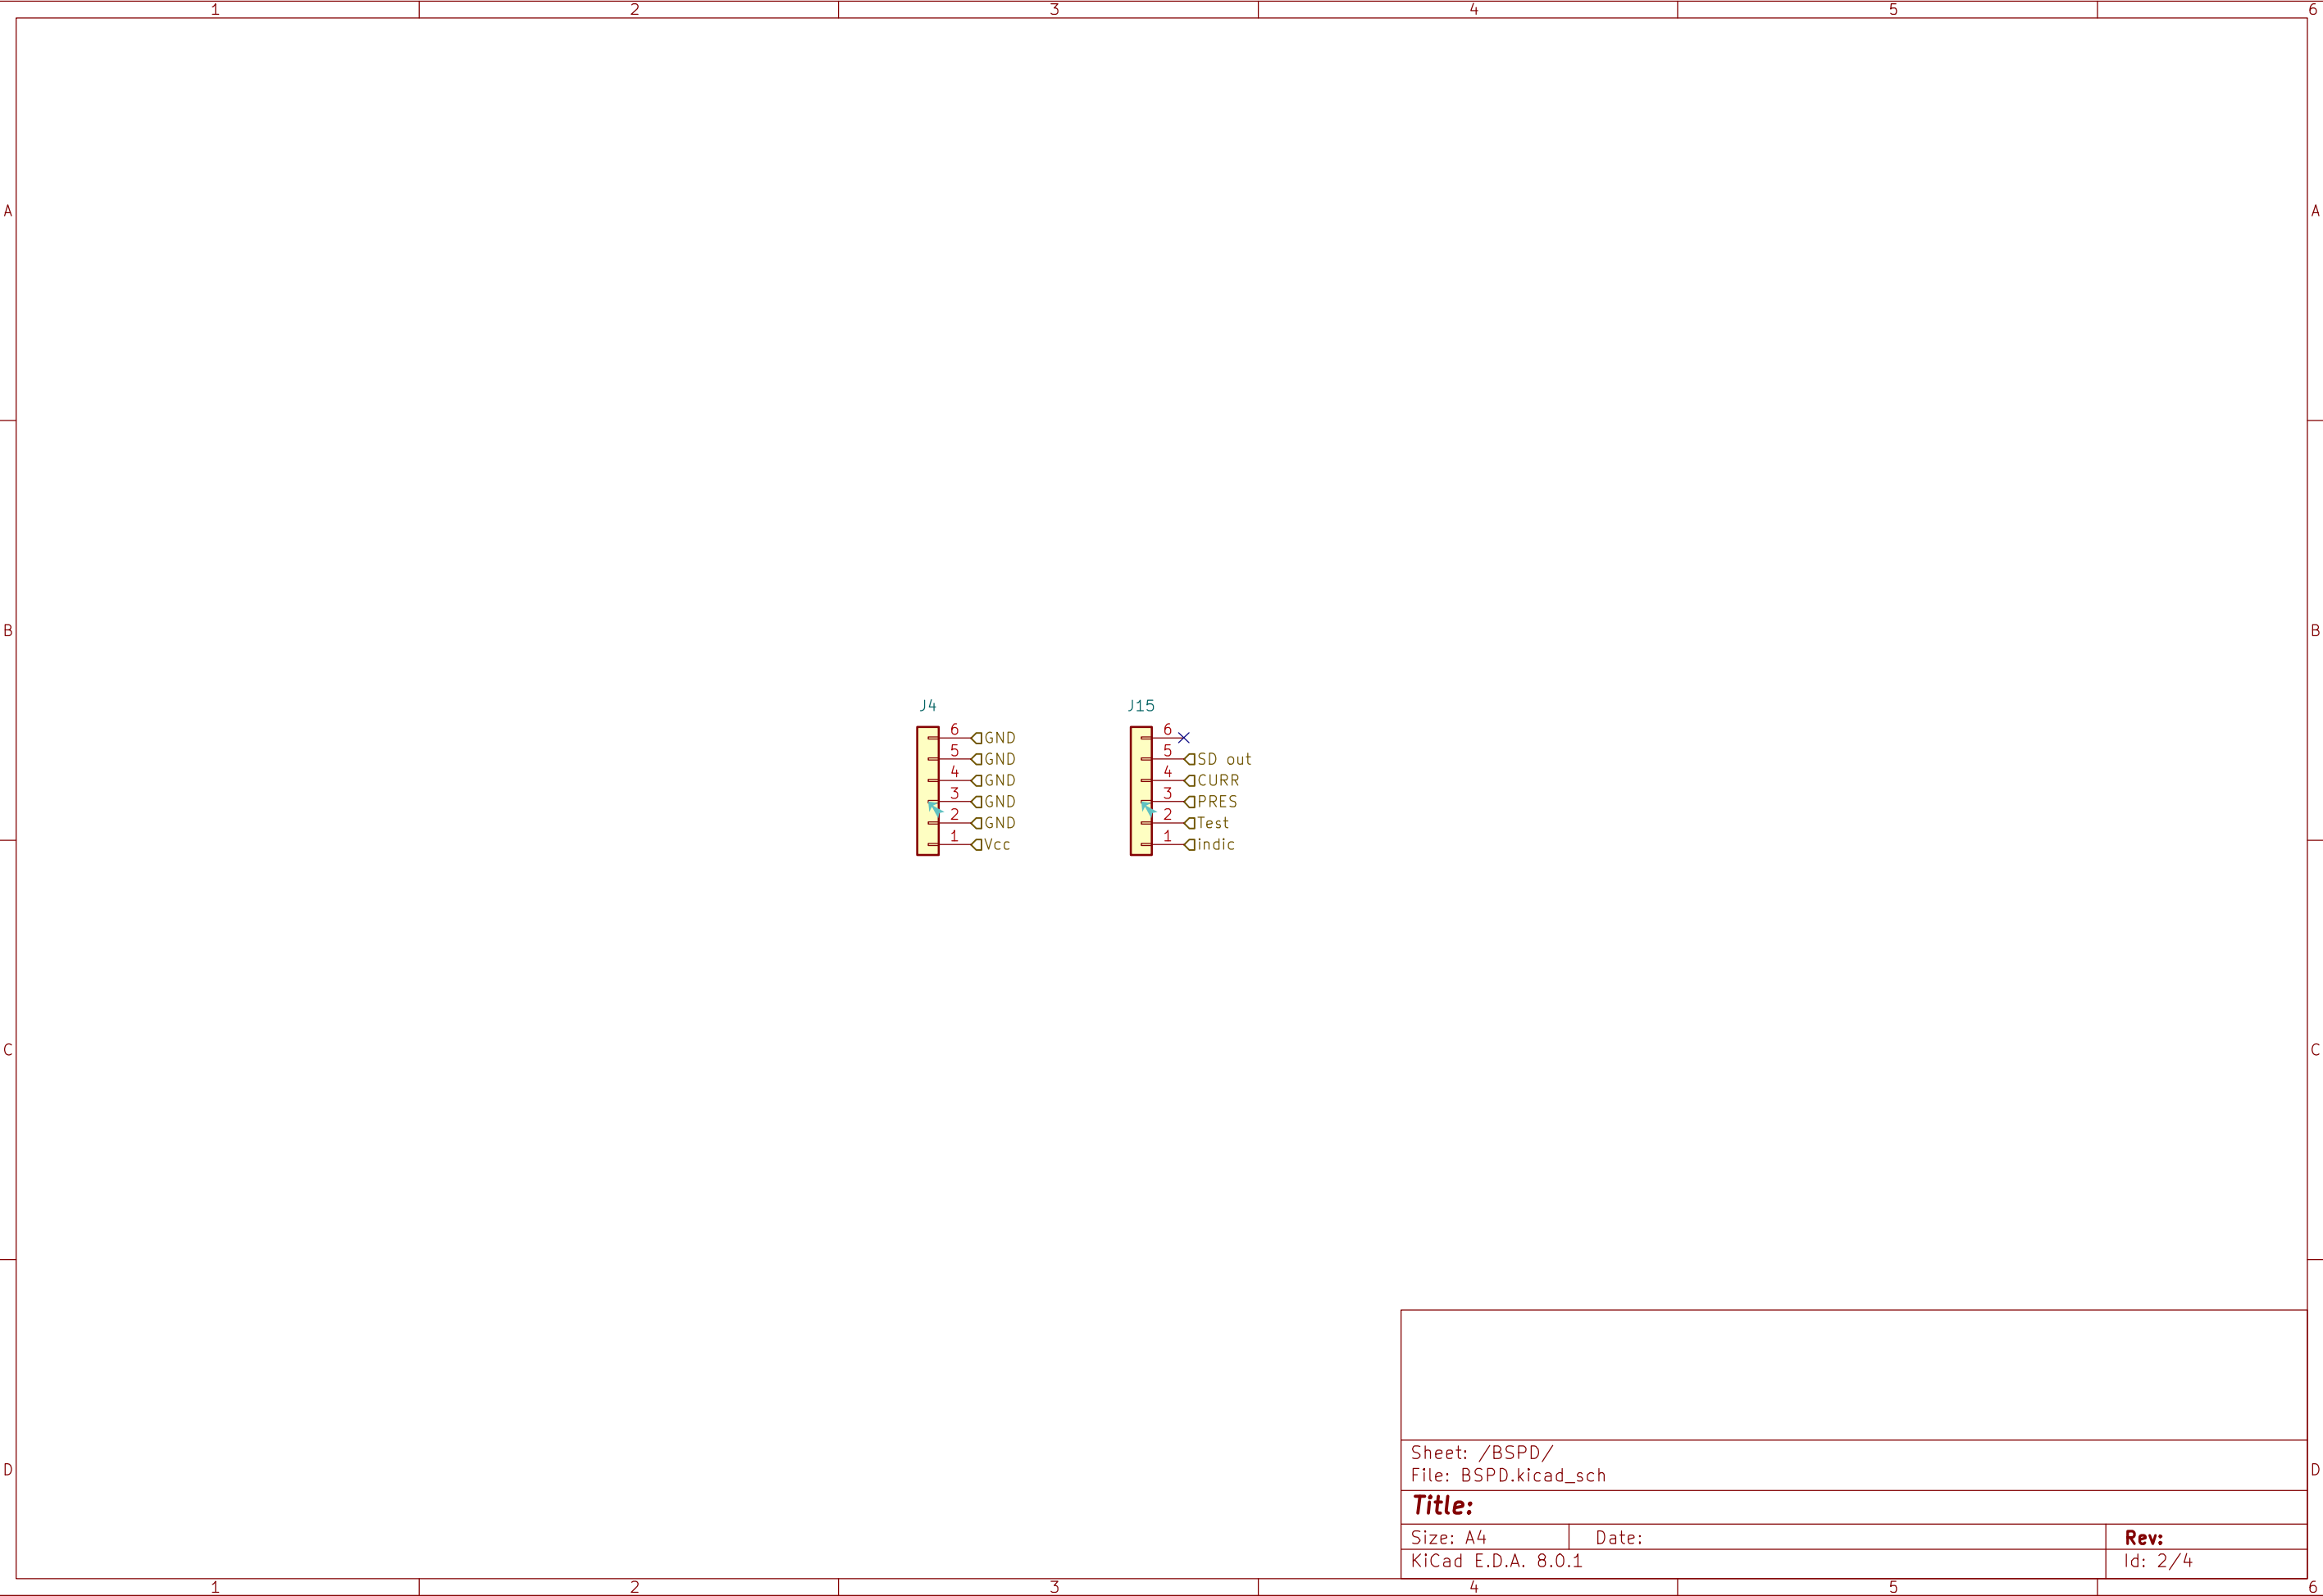 1 2 3 4 5 6
A A
B B
J4 J15
6 GND 6
5 GND 5 SD out
4 GND 4 CURR
3 GND 3 PRES
2 GND 2 Test
1 Vcc 1 indic
C C
Sheet: /BSPD/
File: BSPD.kicad_sch
D D
Title:
Size: A4 Date: Rev:
KiCad E.D.A. 8.0.1 Id: 2/4
1 2 3 4 5 6